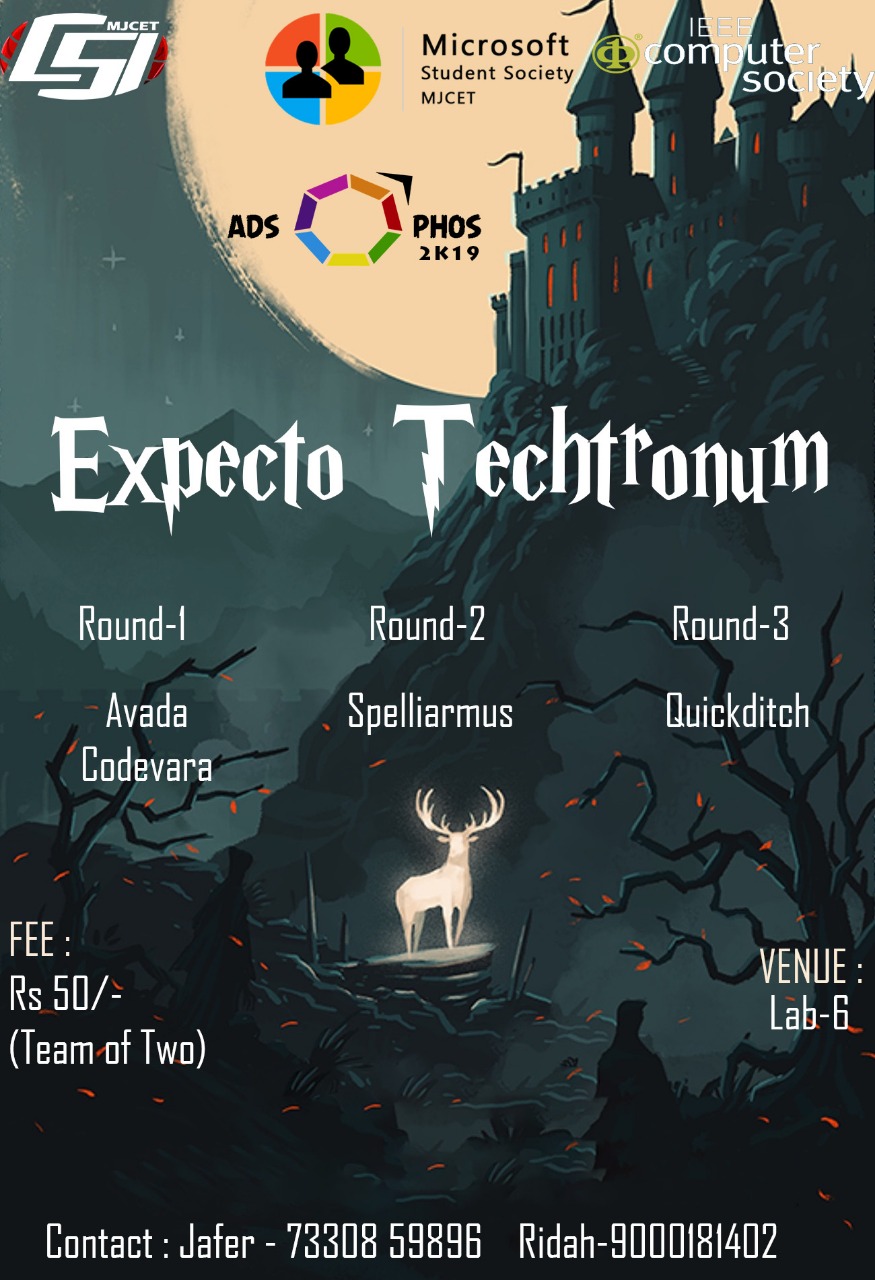 MJCET
CSI
Microsoft
Student Society
MJCET
IEEE
computer
society
ADS
PHOS
2K19
Expecto Techtronum
Round-1
Avada
Codevara
Round-2
Spelliarmus
Round-3
Quickditch
FEE :
Rs 50/-
(Team of Two)
VENUE :
Lab-6
Contact : Jafer - 73308 59896 Ridah-9000181402